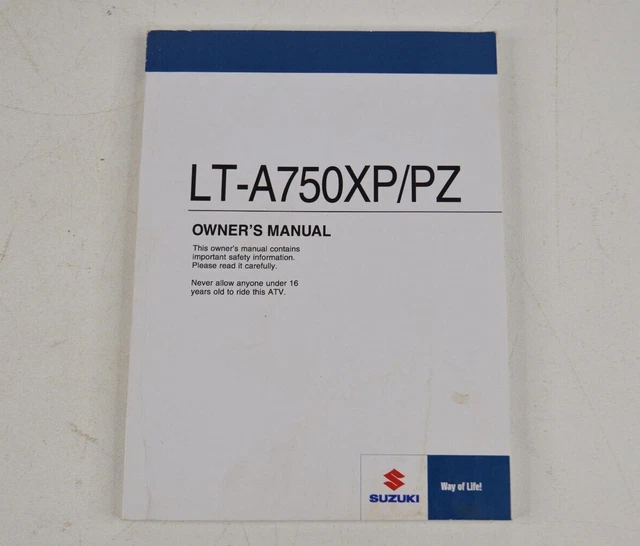 LT-A750XP/PZ
OWNER'S MANUAL
This owner's manual contains
important safety information.
Please read it carefully.
Never allow anyone under 16
years old to ride this ATV.
SUZUKI
Way of Life!